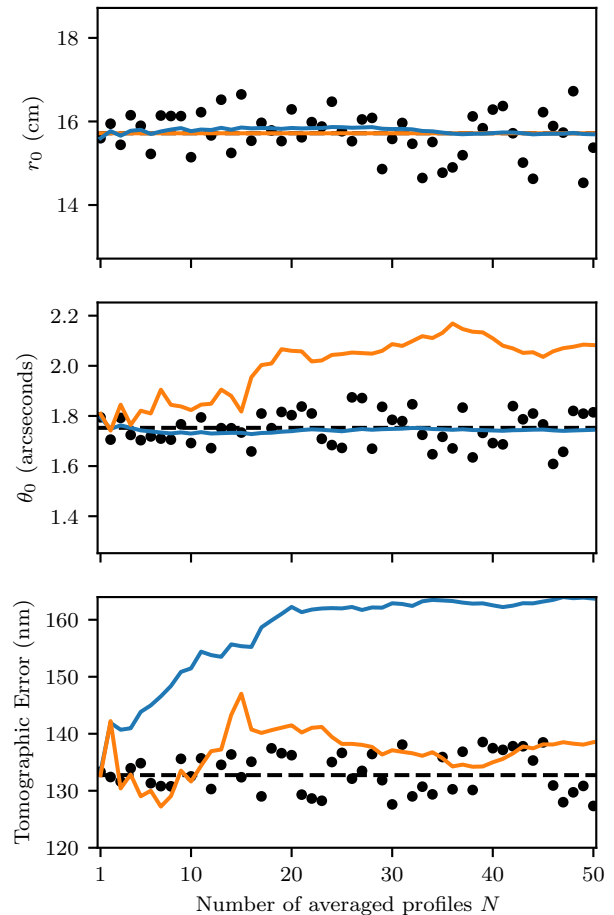 18
16
14
r₀ (cm)
2.2
2.0
1.8
1.6
1.4
θ₀ (arcseconds)
160
150
140
130
120
Tomographic Error (nm)
1 10 20 30 40 50
Number of averaged profiles N